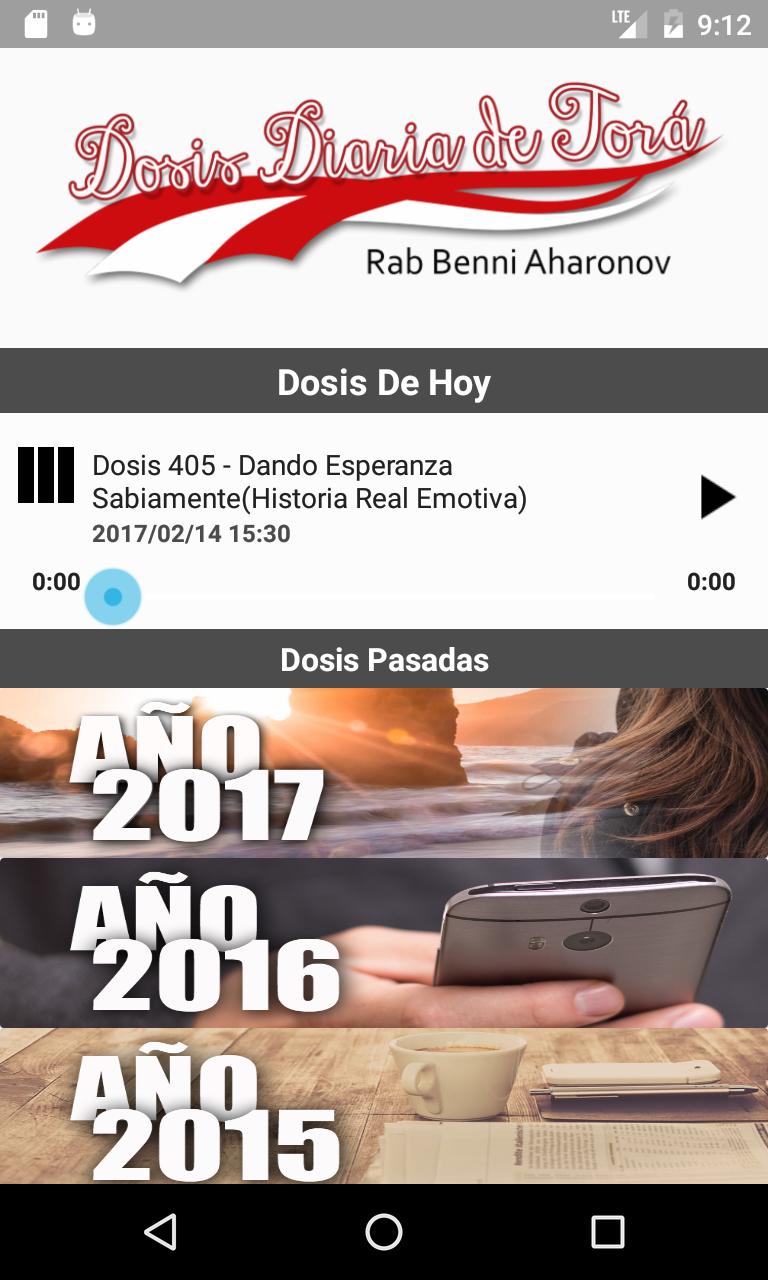 LTE 9:12
Dosis Diaria de Torá
Rab Benni Aharonov
Dosis De Hoy
Dosis 405 - Dando Esperanza
Sabiamente(Historia Real Emotiva)
2017/02/14 15:30
0:00 0:00
Dosis Pasadas
AÑO
2017
AÑO
2016
AÑO
2015